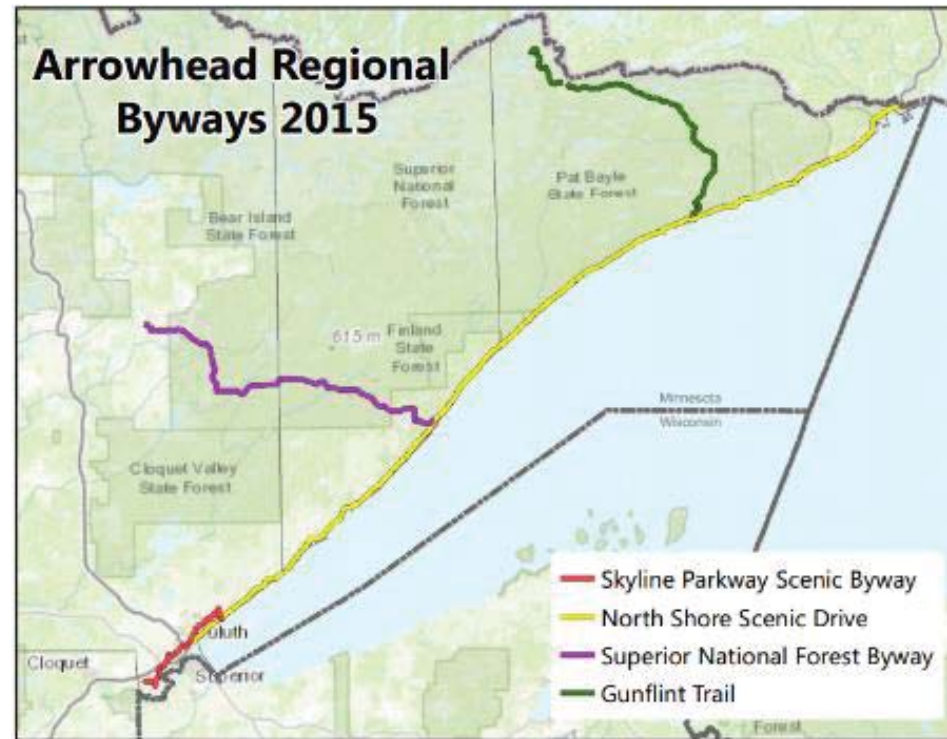 Arrowhead Regional
Byways 2015
Superior
National
Forest
Pat Bayle
State Forest
Bear Island
State Forest
615 m
Finland
State
Forest
Minnesota
Wisconsin
Cloquet Valley
State Forest
Skyline Parkway Scenic Byway
North Shore Scenic Drive
uluth
Cloquet
Superior
Superior National Forest Byway
Gunflint Trail
Forest